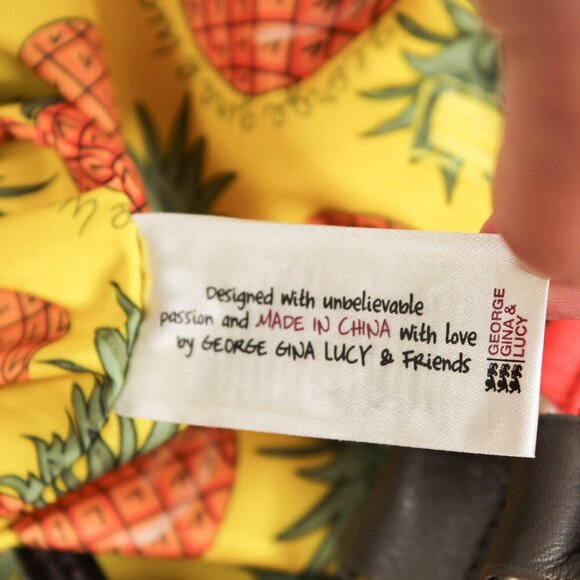 Designed with unbelievable
passion and MADE IN CHINA with love
by GEORGE GINA LUCY & Friends
GEORGE
GINA &
LUCY